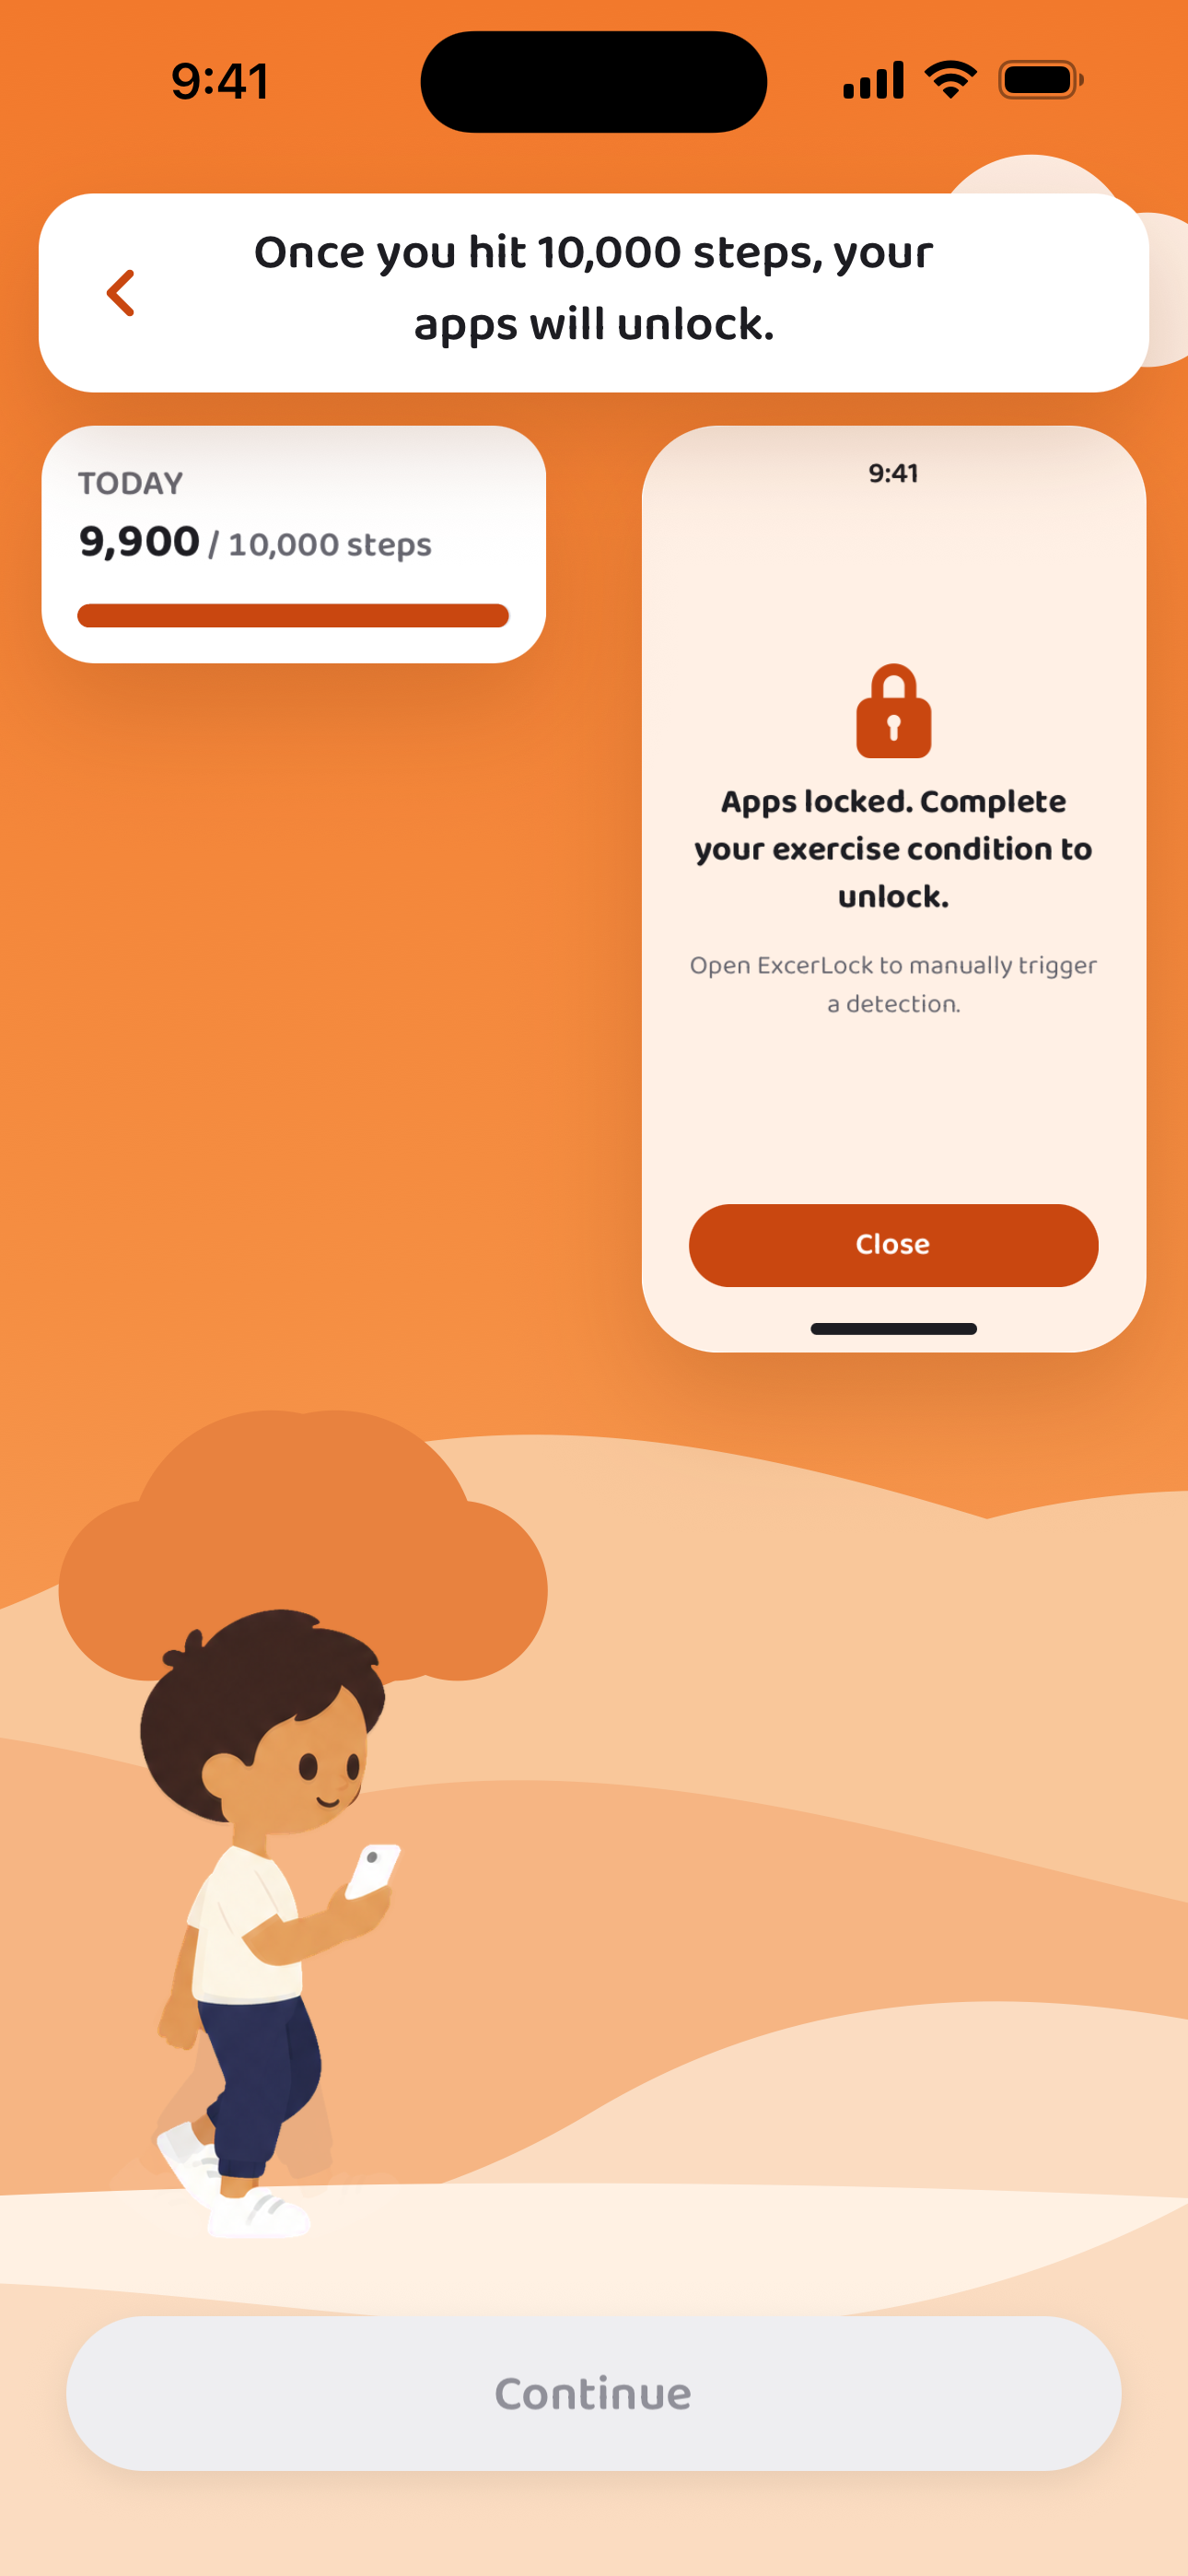 9:41
Once you hit 10,000 steps, your
apps will unlock.
TODAY
9,900 / 10,000 steps
9:41
Apps locked. Complete
your exercise condition to
unlock.
Open ExcerLock to manually trigger
a detection.
Close
Continue